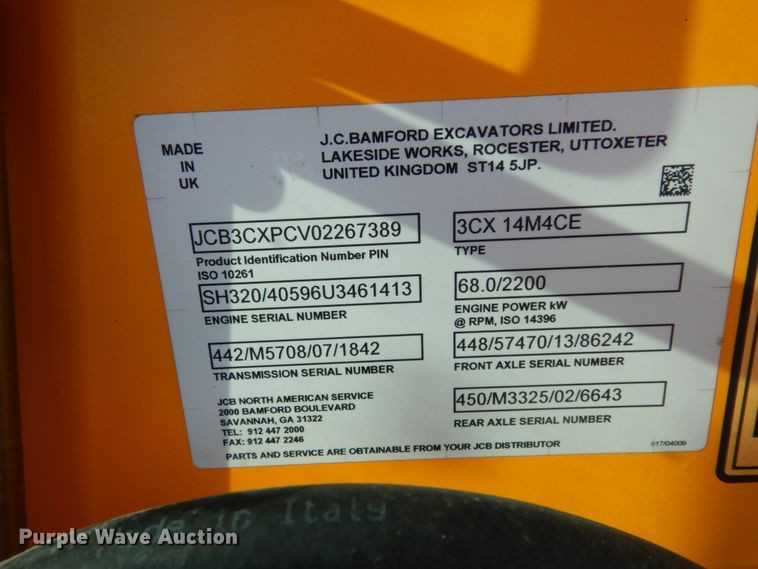 MADE
IN
UK
J.C.BAMFORD EXCAVATORS LIMITED.
LAKESIDE WORKS, ROCESTER, UTTOXETER
UNITED KINGDOM ST14 5JP.
JCB3CXPCV02267389
Product Identification Number PIN
ISO 10261
SH320/40596U3461413
ENGINE SERIAL NUMBER
442/M5708/07/1842
TRANSMISSION SERIAL NUMBER
3CX 14M4CE
TYPE
68.0/2200
ENGINE POWER kW
@ RPM, ISO 14396
448/57470/13/86242
FRONT AXLE SERIAL NUMBER
450/M3325/02/6643
REAR AXLE SERIAL NUMBER
JCB NORTH AMERICAN SERVICE
2000 BAMFORD BOULEVARD
SAVANNAH, GA 31322
TEL: 912 447 2000
FAX: 912 447 2246
PARTS AND SERVICE ARE OBTAINABLE FROM YOUR JCB DISTRIBUTOR
817/04009
Made in Italy
Purple Wave Auction